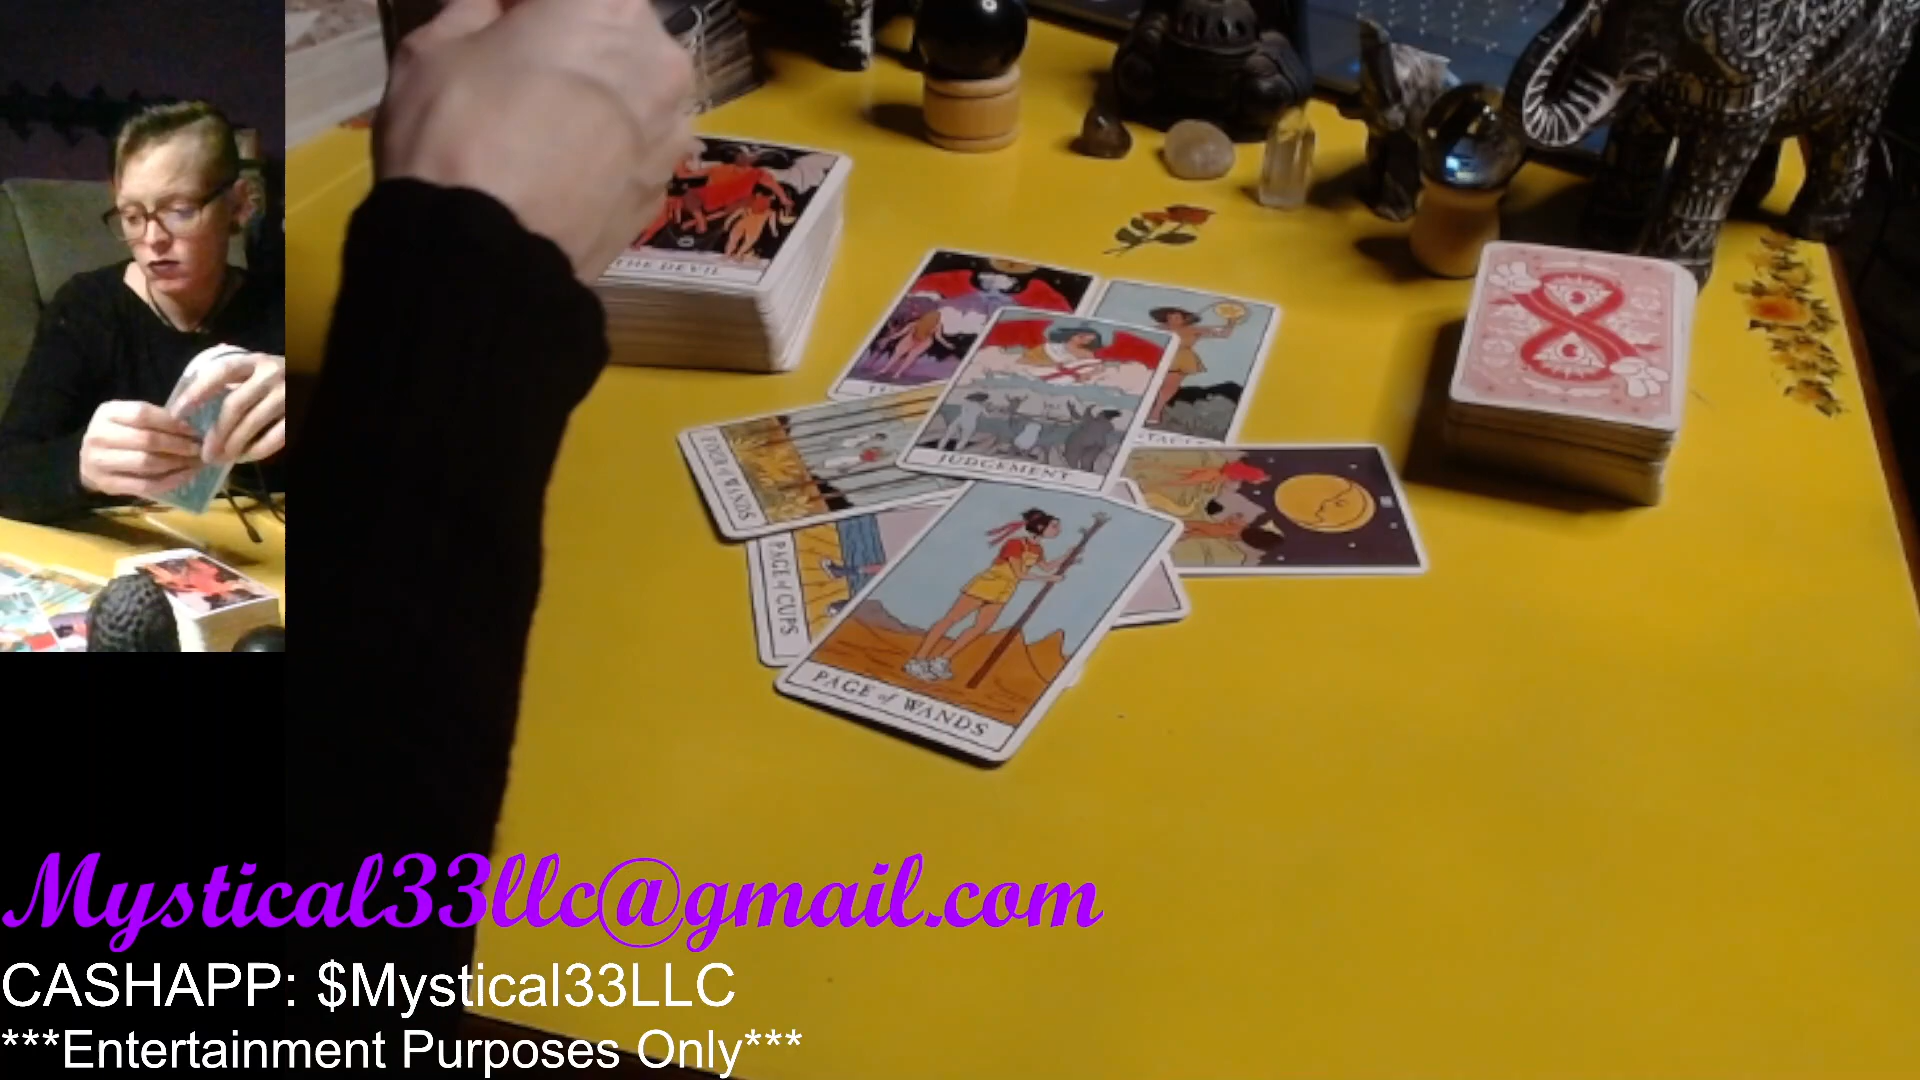 THE DEVIL
JUDGEMENT
FOUR of WANDS
PAGE of CUPS
PAGE of WANDS
Mystical33llc@gmail.com
CASHAPP: $Mystical33LLC
***Entertainment Purposes Only***